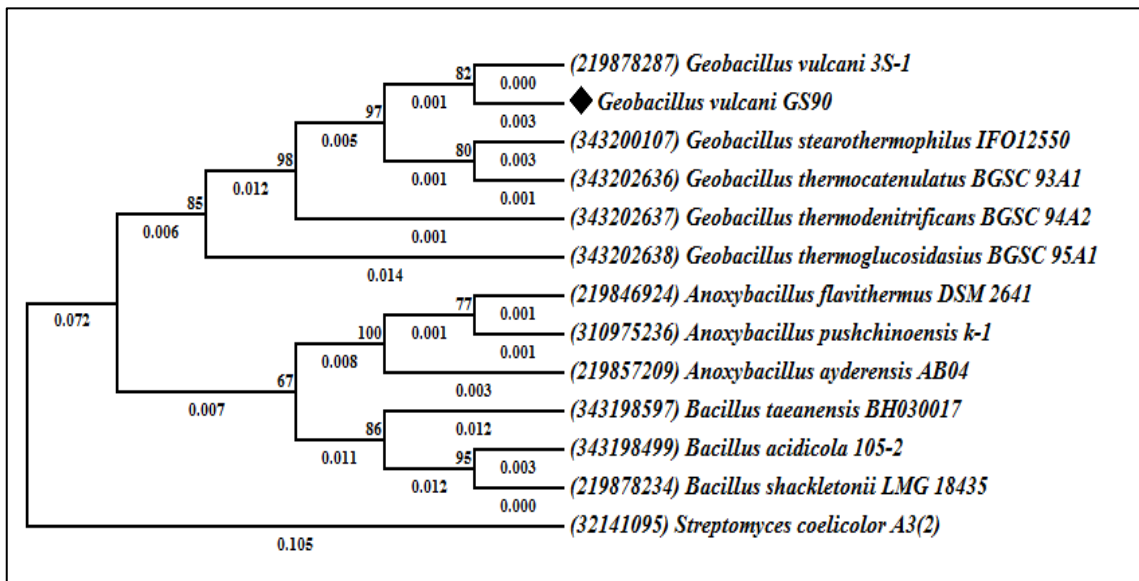 82
(219878287) Geobacillus vulcani 3S-1
0.000
0.001
Geobacillus vulcani GS90
97
0.003
0.005
(343200107) Geobacillus stearothermophilus IFO12550
80
0.003
98
0.001
(343202636) Geobacillus thermocatenulatus BGSC 93A1
0.012
0.001
85
(343202637) Geobacillus thermodenitrificans BGSC 94A2
0.006
0.001
(343202638) Geobacillus thermoglucosidasius BGSC 95A1
0.014
(219846924) Anoxybacillus flavithermus DSM 2641
77
0.001
0.072
100
0.001
(310975236) Anoxybacillus pushchinoensis k-1
0.008
0.001
67
(219857209) Anoxybacillus ayderensis AB04
0.007
0.003
(343198597) Bacillus taeanensis BH030017
86
0.012
0.011
(343198499) Bacillus acidicola 105-2
95
0.003
0.012
(219878234) Bacillus shackletonii LMG 18435
0.000
(32141095) Streptomyces coelicolor A3(2)
0.105